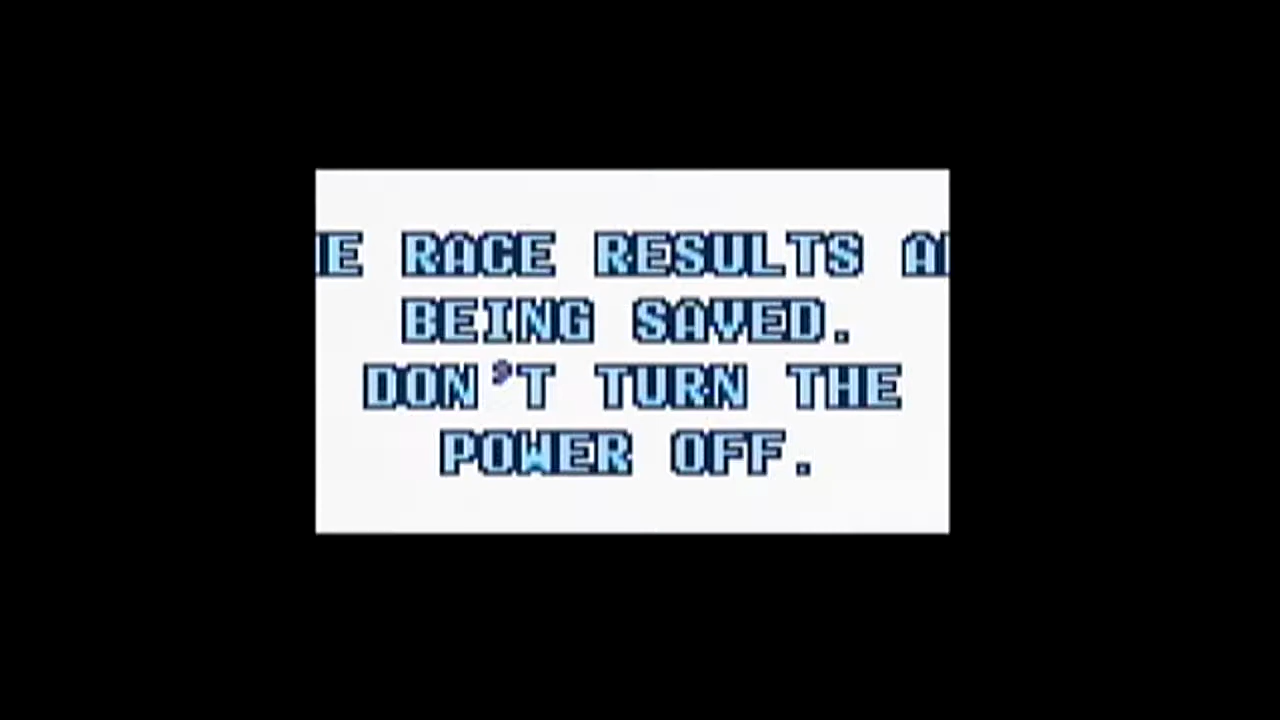 E RACE RESULTS A
BEING SAVED.
DON'T TURN THE
POWER OFF.